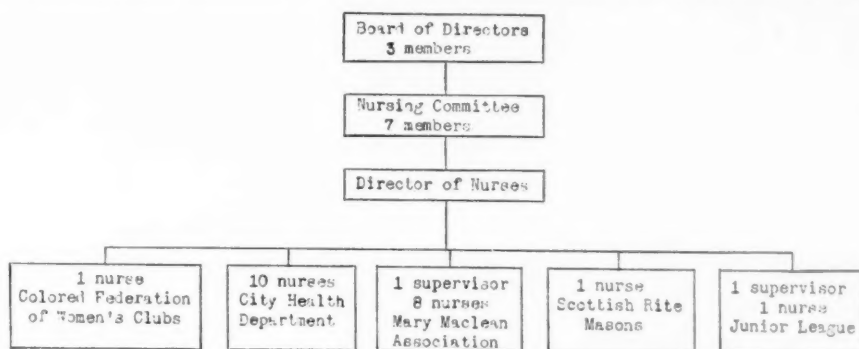 Board of Directors
3 members
Nursing Committee
7 members
Director of Nurses
1 nurse
Colored Federation
of Women's Clubs
10 nurses
City Health
Department
1 supervisor
8 nurses
Mary Maclean
Association
1 nurse
Scottish Rite
Masons
1 supervisor
1 nurse
Junior League